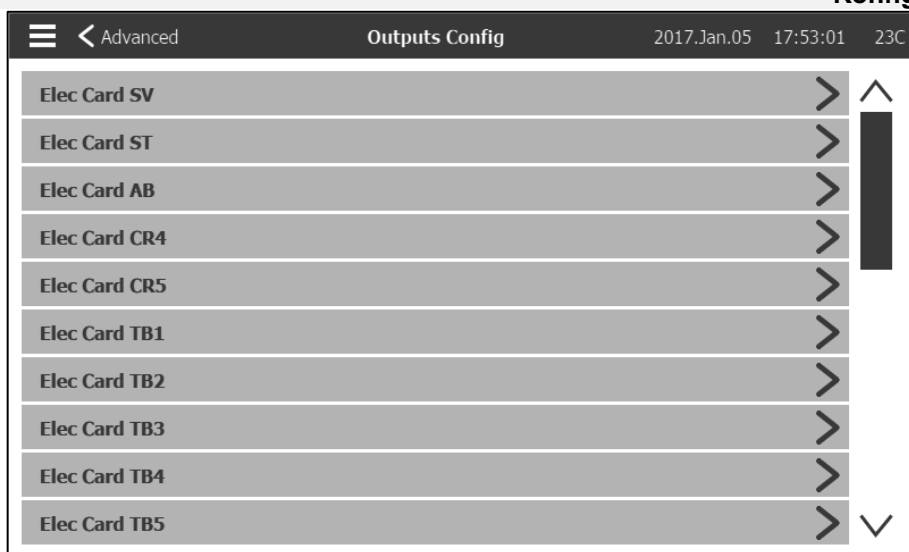 Advanced Outputs Config 2017.Jan.05 17:53:01 23C
Elec Card SV
Elec Card ST
Elec Card AB
Elec Card CR4
Elec Card CR5
Elec Card TB1
Elec Card TB2
Elec Card TB3
Elec Card TB4
Elec Card TB5